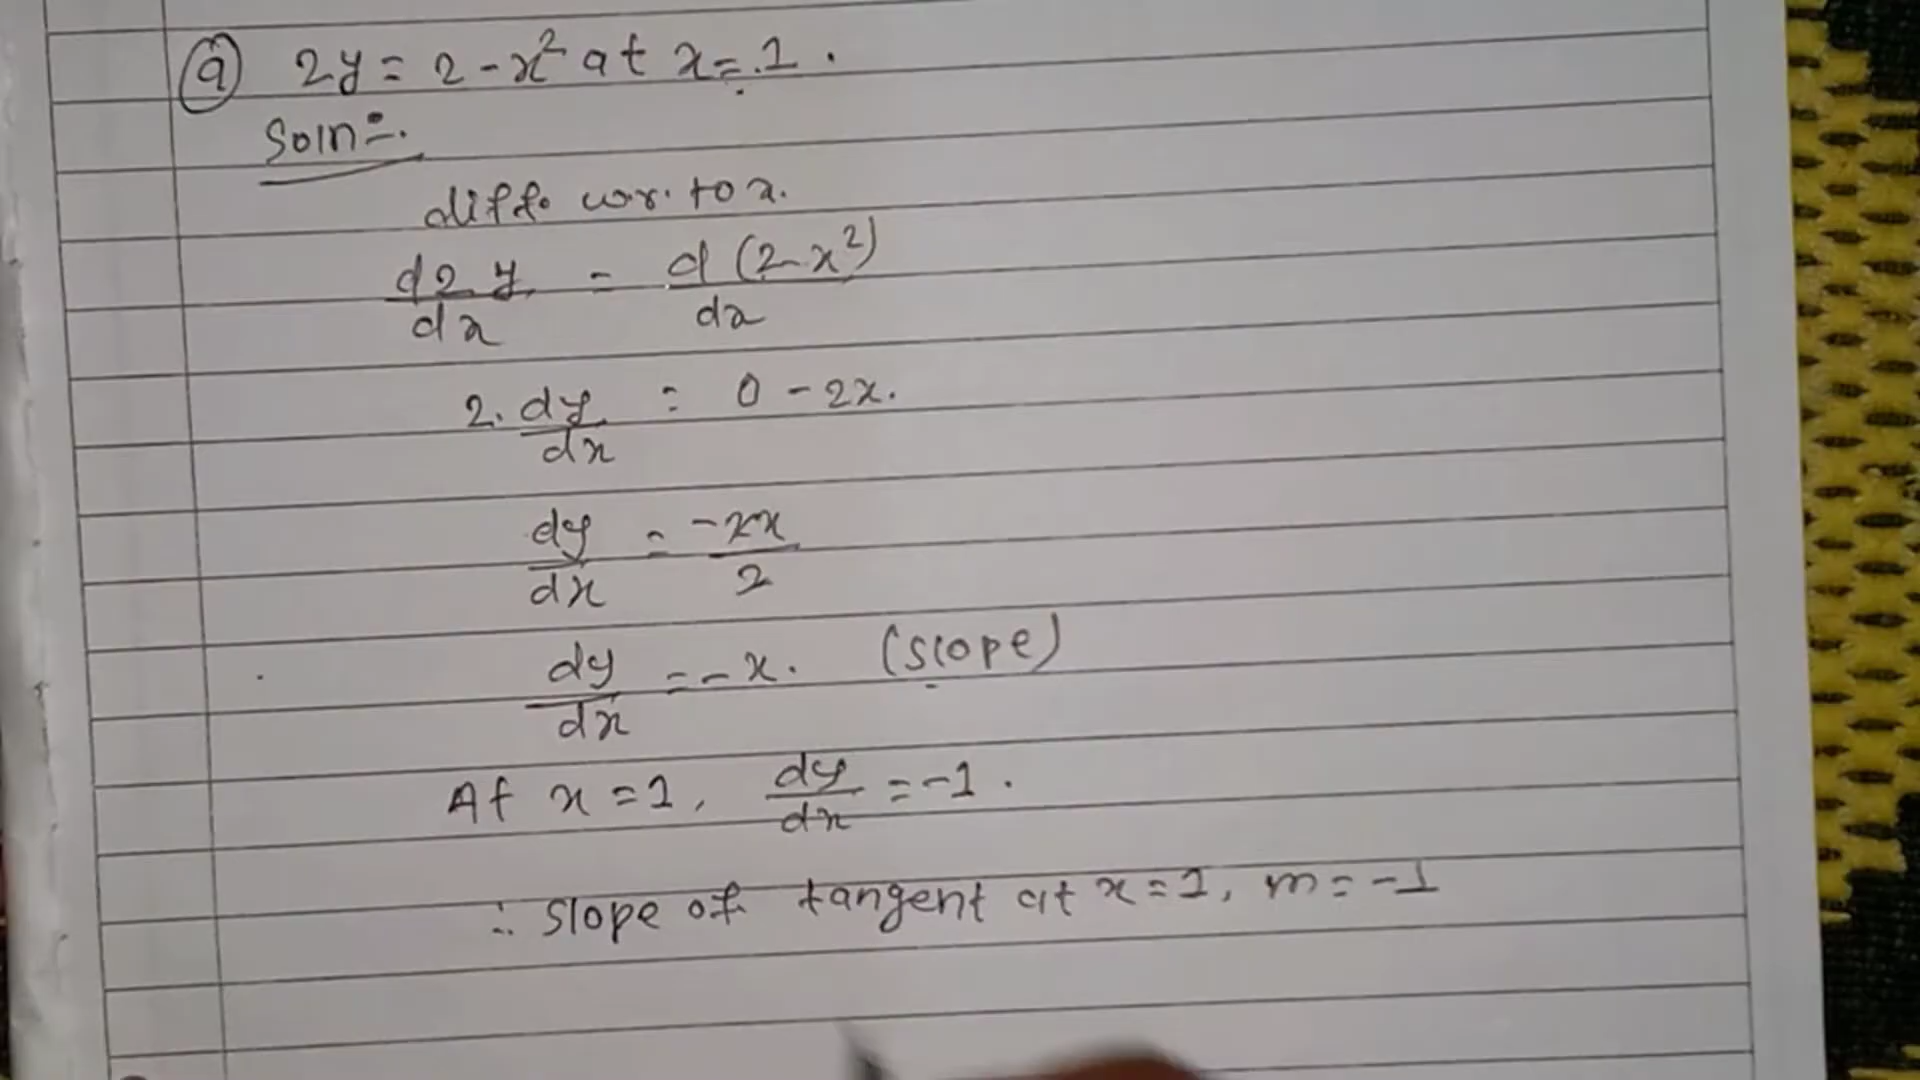 (a) 2y = 2 - x² at x = 1.
Soln:-
diff. w.r. to x.
d2y/dx = d(2-x²)/dx
2. dy/dx = 0 - 2x.
dy/dx = -2x/2
dy/dx = -x. (slope)
At x = 1, dy/dx = -1.
∴ slope of tangent at x = 1, m = -1